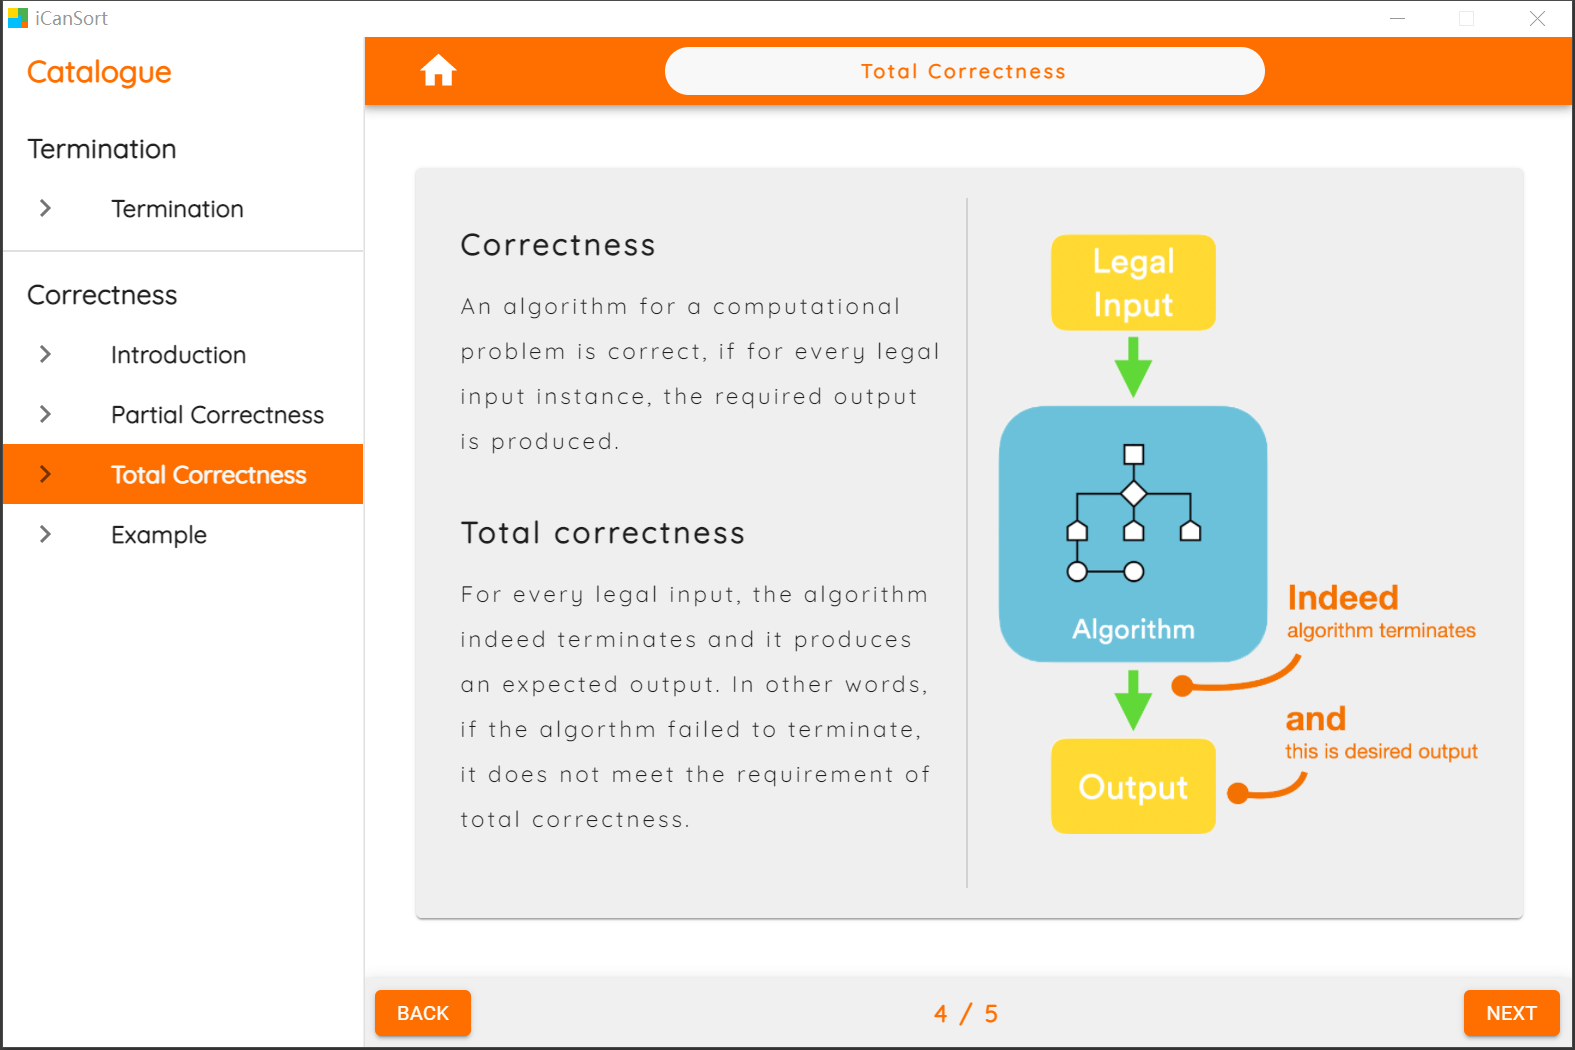 iCanSort
Catalogue
Termination
Termination
Correctness
Introduction
Partial Correctness
Total Correctness
Example
Total Correctness
Correctness
An algorithm for a computational
problem is correct, if for every legal
input instance, the required output
is produced.
Total correctness
For every legal input, the algorithm
indeed terminates and it produces
an expected output. In other words,
if the algorthm failed to terminate,
it does not meet the requirement of
total correctness.
Legal
Input
Algorithm
Indeed
algorithm terminates
and
this is desired output
Output
BACK
4 / 5
NEXT